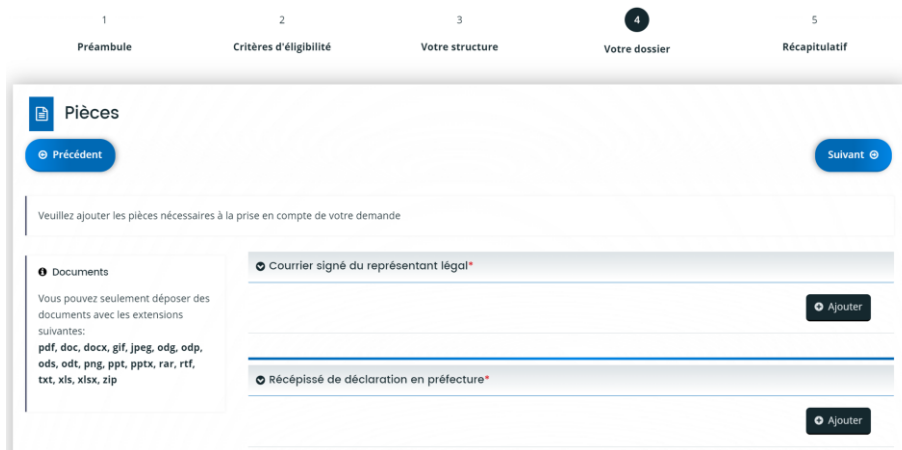 1
2
3
4
5
Préambule
Critères d'éligibilité
Votre structure
Votre dossier
Récapitulatif
Pièces
Précédent
Suivant
Veuillez ajouter les pièces nécessaires à la prise en compte de votre demande
Documents
Vous pouvez seulement déposer des
documents avec les extensions
suivantes:
pdf, doc, docx, gif, jpeg, odg, odp,
ods, odt, png, ppt, pptx, rar, rtf,
txt, xls, xlsx, zip
Courrier signé du représentant légal*
Ajouter
Récépissé de déclaration en préfecture*
Ajouter